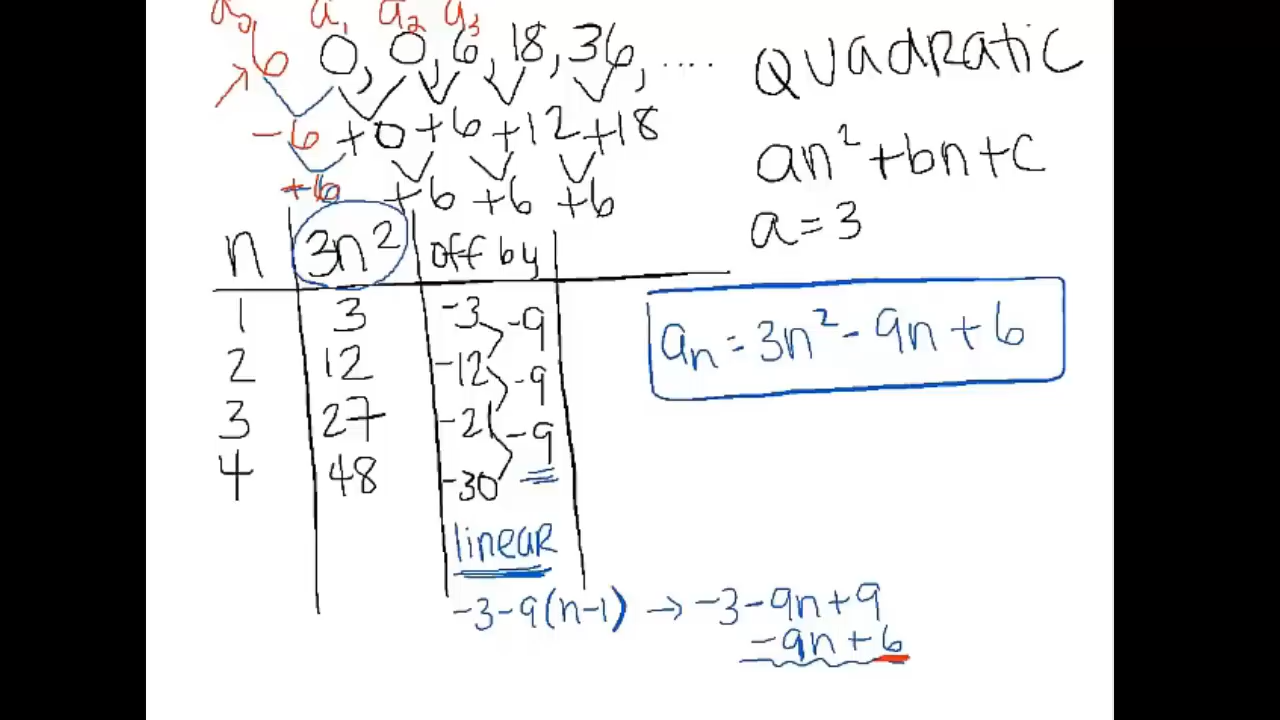 a₀ a₁ a₂ a₃
6 0, 0, 6, 18, 36, ....
Quadratic
-6 +0 +6 +12 +18
an² + bn + c
+6 +6 +6 +6
a = 3
n 3n² off by
1 3 -3 -9
aₙ = 3n² - 9n + 6
2 12 -12 -9
3 27 -21 -9
4 48 -30
linear
-3-9(n-1) → -3-9n+9
-9n+6